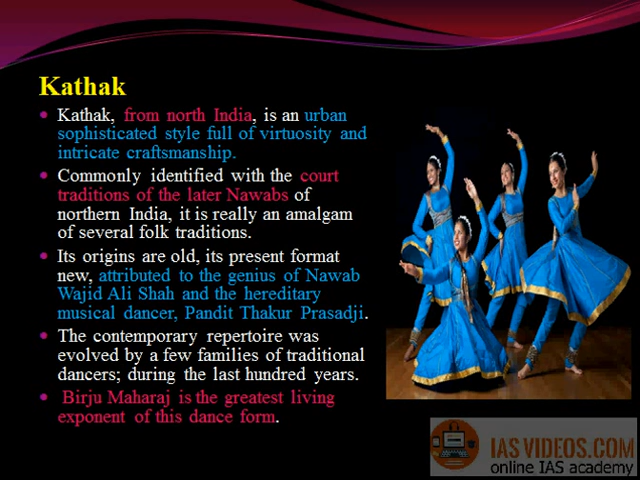 Kathak
Kathak, from north India, is an urban
sophisticated style full of virtuosity and
intricate craftsmanship.
Commonly identified with the court
traditions of the later Nawabs of
northern India, it is really an amalgam
of several folk traditions.
Its origins are old, its present format
new, attributed to the genius of Nawab
Wajid Ali Shah and the hereditary
musical dancer, Pandit Thakur Prasadji.
The contemporary repertoire was
evolved by a few families of traditional
dancers; during the last hundred years.
Birju Maharaj is the greatest living
exponent of this dance form.
IASVIDEOS.COM
online IAS academy